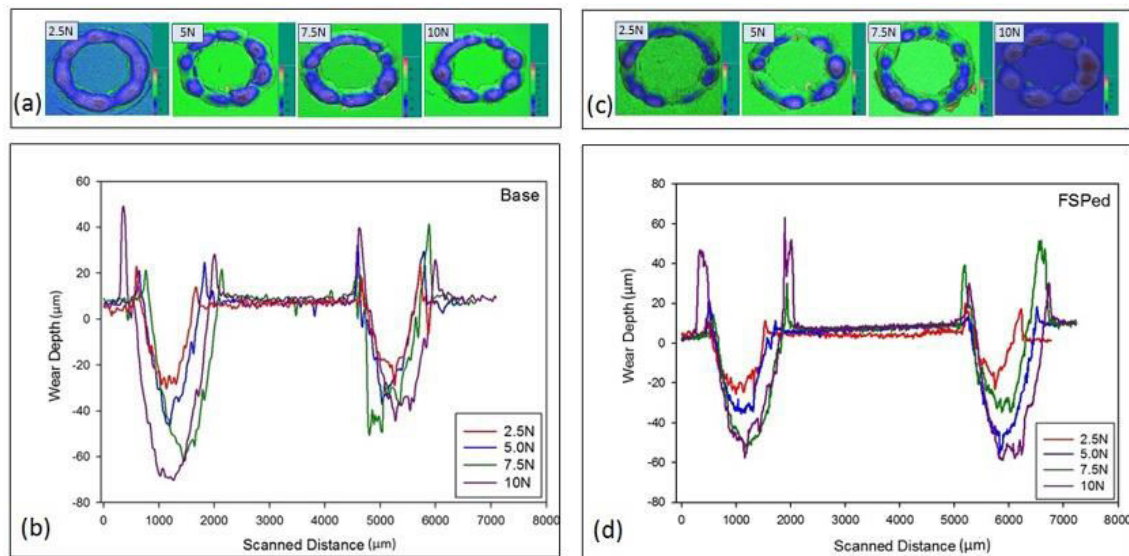 2.5N 5N 7.5N 10N
(a)
Base
Wear Depth (µm)
60
40
20
0
-20
-40
-60
-80
0 1000 2000 3000 4000 5000 6000 7000 8000
Scanned Distance (µm)
2.5N
5.0N
7.5N
10N
(b)
2.5N 5N 7.5N 10N
(c)
FSPed
Wear Depth (µm)
80
60
40
20
0
-20
-40
-60
-80
0 1000 2000 3000 4000 5000 6000 7000 8000
Scanned Distance (µm)
2.5N
5.0N
7.5N
10N
(d)